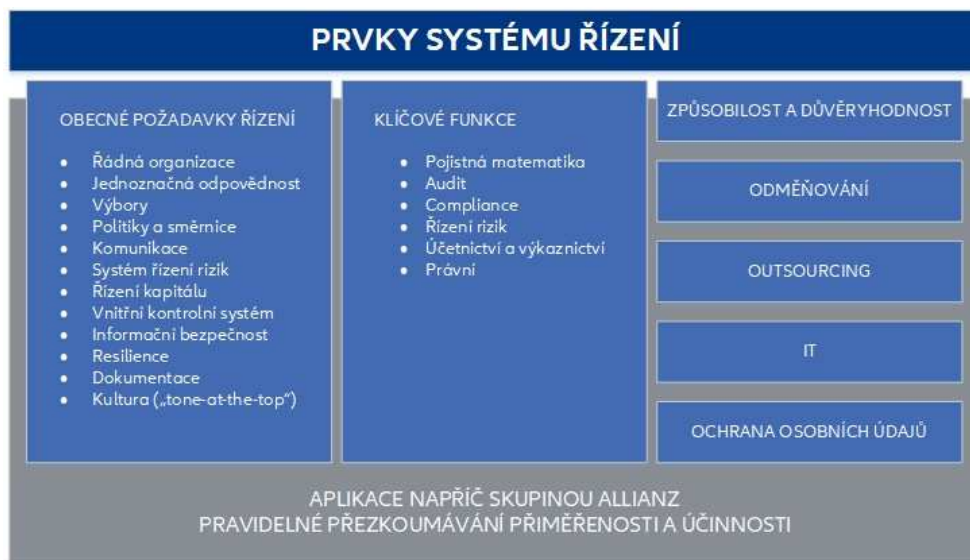 PRVKY SYSTÉMU ŘÍZENÍ
OBECNÉ POŽADAVKY ŘÍZENÍ
• Řádná organizace
• Jednoznačná odpovědnost
• Výbory
• Politiky a směrnice
• Komunikace
• Systém řízení rizik
• Řízení kapitálu
• Vnitřní kontrolní systém
• Informační bezpečnost
• Resilience
• Dokumentace
• Kultura („tone-at-the-top“)
KLÍČOVÉ FUNKCE
• Pojistná matematika
• Audit
• Compliance
• Řízení rizik
• Účetnictví a výkaznictví
• Právní
ZPŮSOBILOST A DŮVĚRYHODNOST
ODMĚŇOVÁNÍ
OUTSOURCING
IT
OCHRANA OSOBNÍCH ÚDAJŮ
APLIKACE NAPŘÍČ SKUPINOU ALLIANZ
PRAVIDELNÉ PŘEZKOUMÁVÁNÍ PŘIMĚŘENOSTI A ÚČINNOSTI